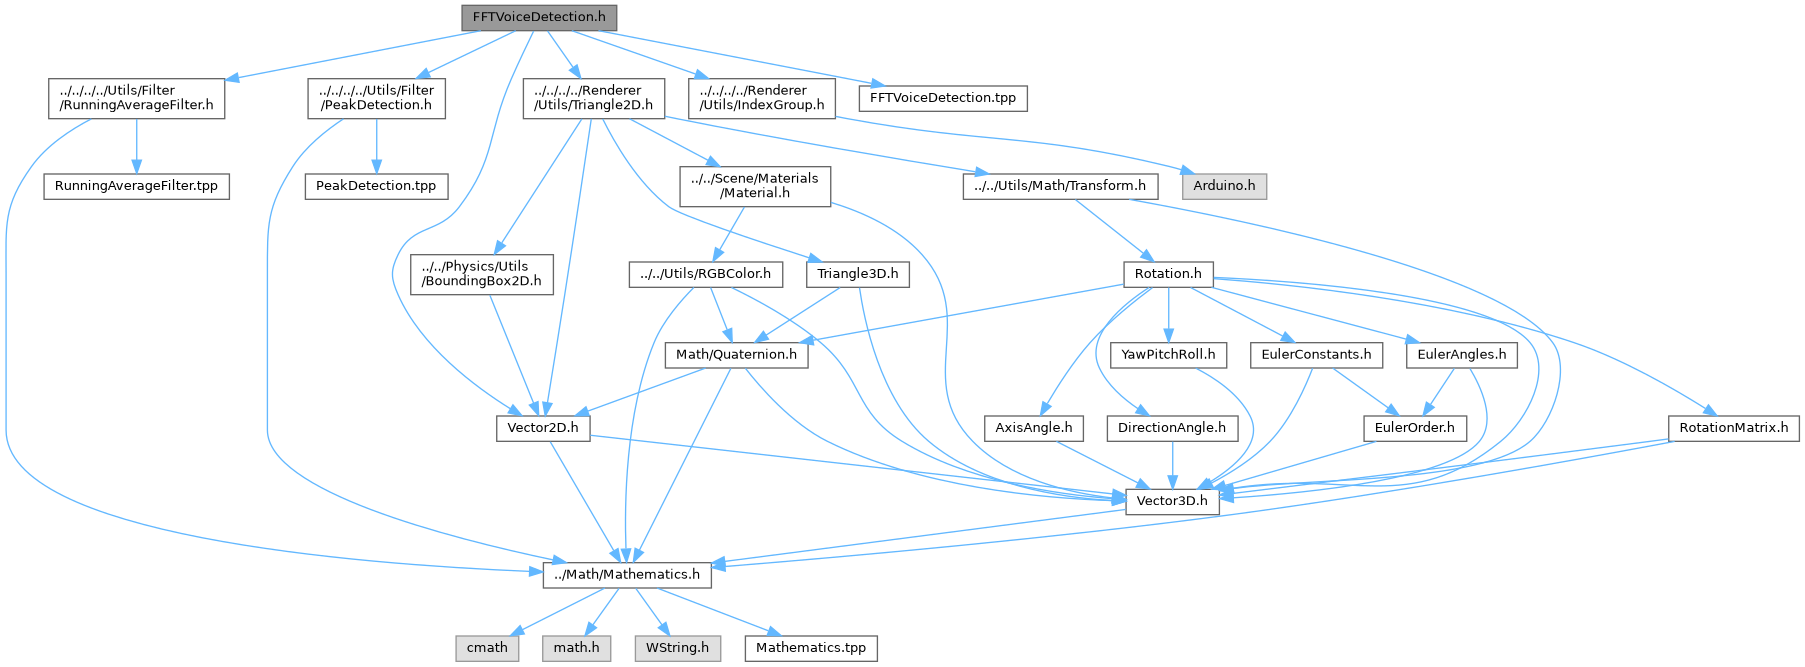 FFTVoiceDetection.h
../../../../Utils/Filter
/RunningAverageFilter.h
../../../../Utils/Filter
/PeakDetection.h
../../../../Renderer
/Utils/Triangle2D.h
../../../../Renderer
/Utils/IndexGroup.h
FFTVoiceDetection.tpp
RunningAverageFilter.tpp
PeakDetection.tpp
../../Scene/Materials
/Material.h
../../Utils/Math/Transform.h
Arduino.h
../../Physics/Utils
/BoundingBox2D.h
../../Utils/RGBColor.h
Triangle3D.h
Rotation.h
Math/Quaternion.h
YawPitchRoll.h
EulerConstants.h
EulerAngles.h
Vector2D.h
AxisAngle.h
DirectionAngle.h
EulerOrder.h
RotationMatrix.h
Vector3D.h
../Math/Mathematics.h
cmath
math.h
WString.h
Mathematics.tpp